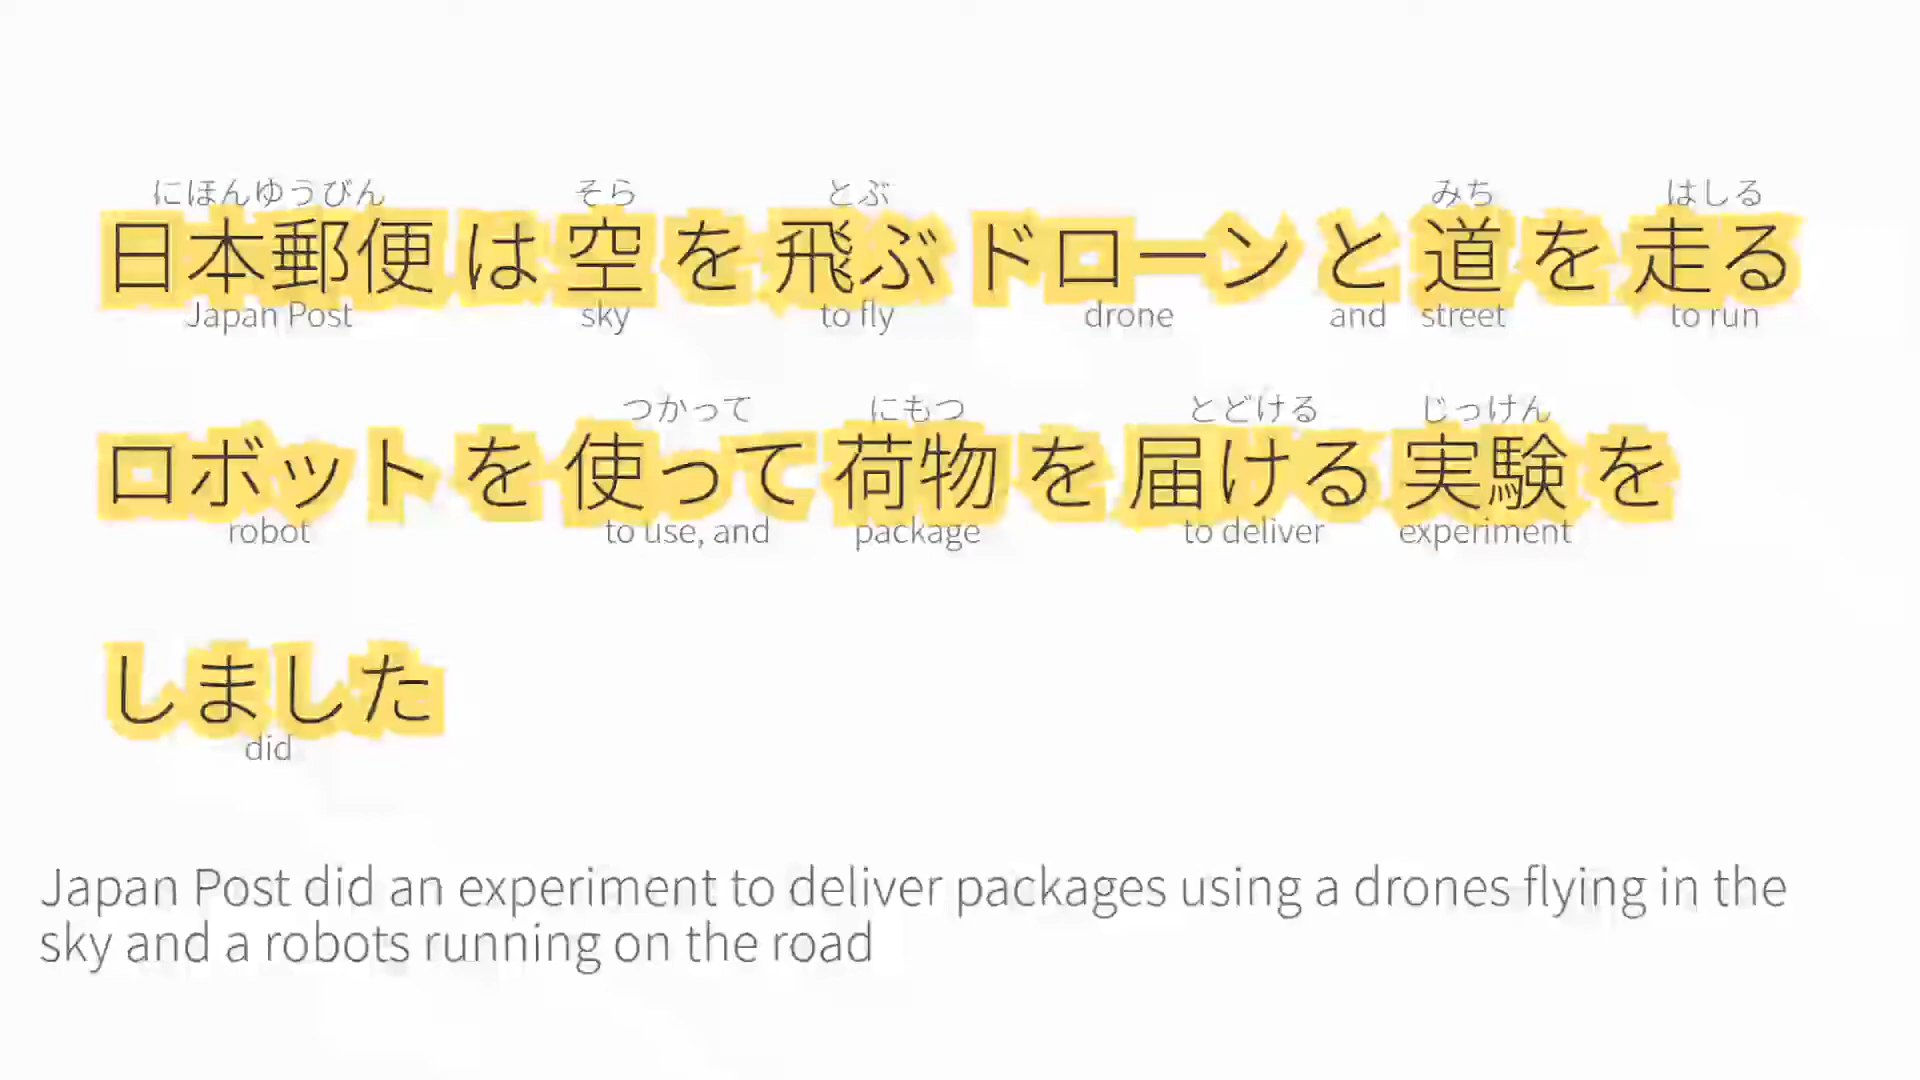 にほんゆうびん そら とぶ みち はしる
日本郵便 は 空 を 飛ぶ ドローン と 道 を 走る
Japan Post sky to fly drone and street to run
つかって にもつ とどける じっけん
ロボット を 使って 荷物 を 届ける 実験 を
robot to use, and package to deliver experiment
しました
did
Japan Post did an experiment to deliver packages using a drones flying in the
sky and a robots running on the road